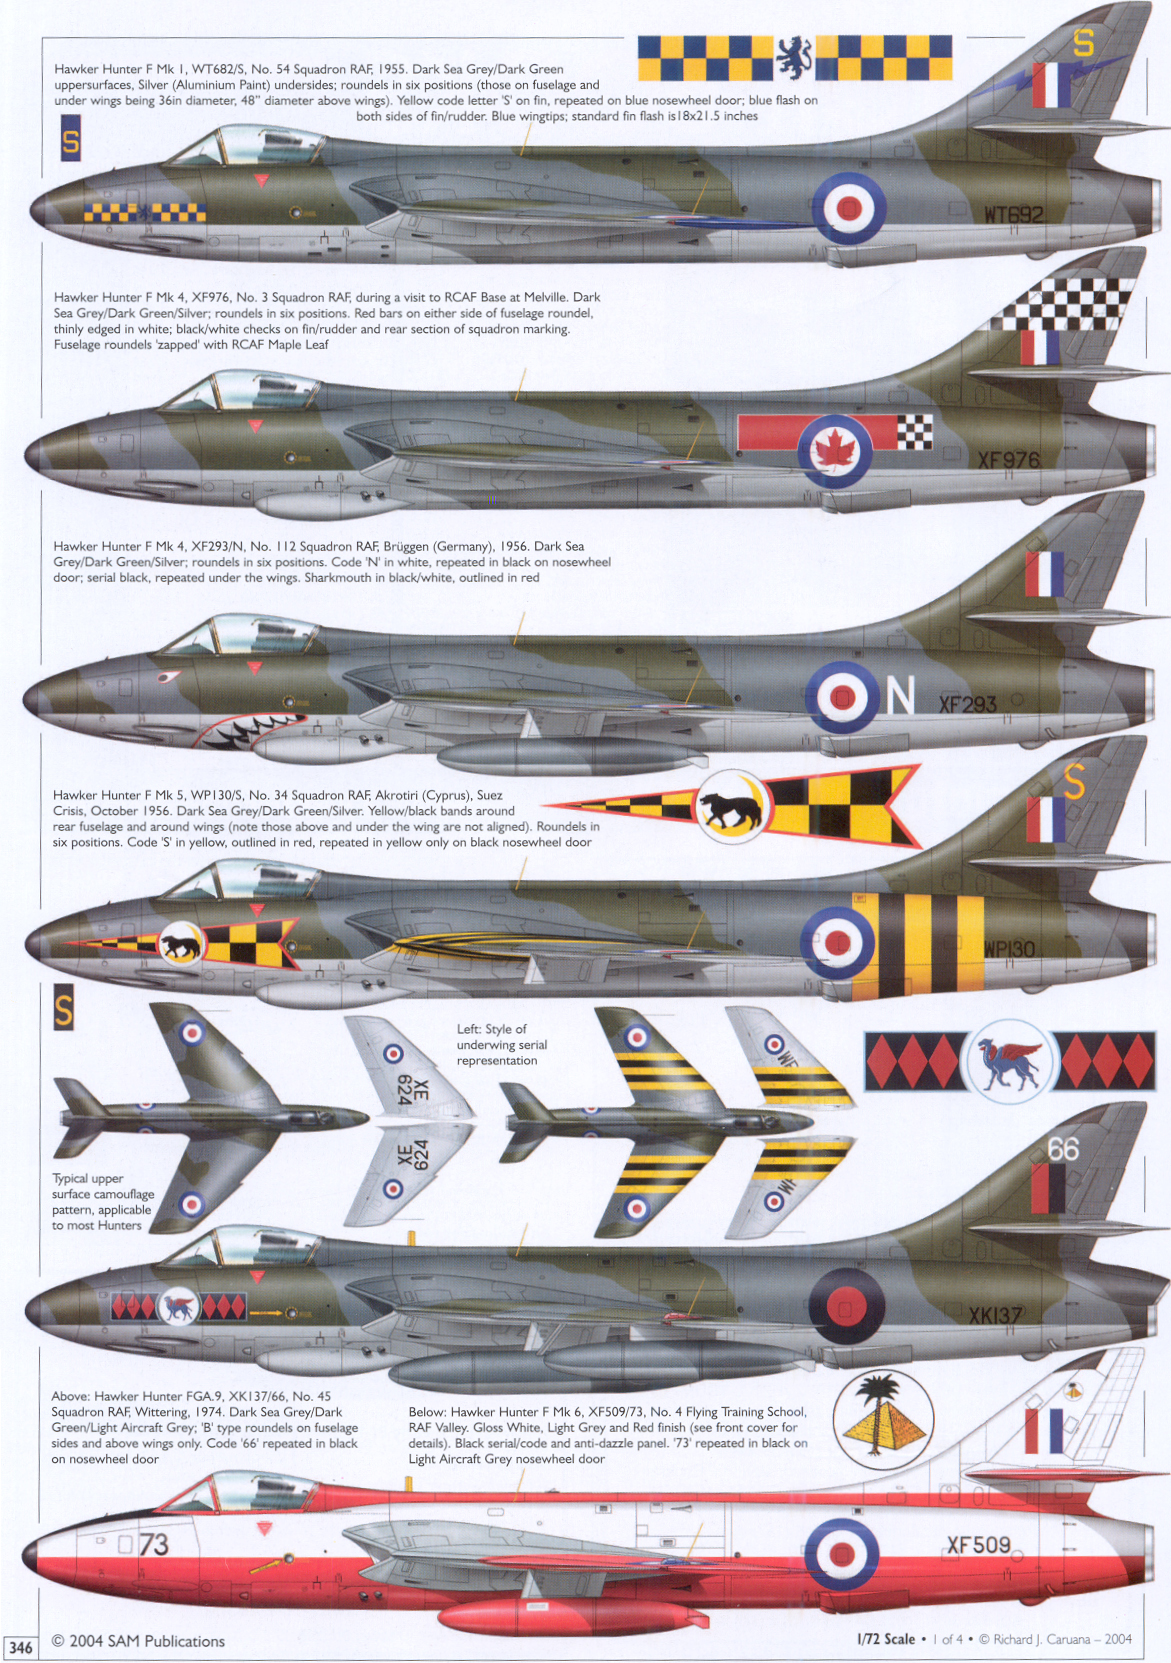 Hawker Hunter F Mk 1, WT682/S, No. 54 Squadron RAF, 1955. Dark Sea Grey/Dark Green
uppersurfaces, Silver (Aluminium Paint) undersides; roundels in six positions (those on fuselage and
under wings being 36in diameter, 48" diameter above wings). Yellow code letter 'S' on fin, repeated on blue nosewheel door; blue flash on
both sides of fin/rudder. Blue wingtips; standard fin flash is18x21.5 inches
S
S
WT692
Hawker Hunter F Mk 4, XF976, No. 3 Squadron RAF, during a visit to RCAF Base at Melville. Dark
Sea Grey/Dark Green/Silver; roundels in six positions. Red bars on either side of fuselage roundel,
thinly edged in white; black/white checks on fin/rudder and rear section of squadron marking.
Fuselage roundels 'zapped' with RCAF Maple Leaf
XF976
Hawker Hunter F Mk 4, XF293/N, No. 112 Squadron RAF, Brüggen (Germany), 1956. Dark Sea
Grey/Dark Green/Silver; roundels in six positions. Code 'N' in white, repeated in black on nosewheel
door; serial black, repeated under the wings. Sharkmouth in black/white, outlined in red
N
XF293
Hawker Hunter F Mk 5, WP130/S, No. 34 Squadron RAF, Akrotiri (Cyprus), Suez
Crisis, October 1956. Dark Sea Grey/Dark Green/Silver. Yellow/black bands around
rear fuselage and around wings (note those above and under the wing are not aligned). Roundels in
six positions. Code 'S' in yellow, outlined in red, repeated in yellow only on black nosewheel door
S
WP130
S
Left: Style of
underwing serial
representation
XE
624
XE
624
WP
WP
Typical upper
surface camouflage
pattern, applicable
to most Hunters
66
XK137
Above: Hawker Hunter FGA.9, XK137/66, No. 45
Squadron RAF, Wittering, 1974. Dark Sea Grey/Dark
Green/Light Aircraft Grey; 'B' type roundels on fuselage
sides and above wings only. Code '66' repeated in black
on nosewheel door
Below: Hawker Hunter F Mk 6, XF509/73, No. 4 Flying Training School,
RAF Valley. Gloss White, Light Grey and Red finish (see front cover for
details). Black serial/code and anti-dazzle panel. '73' repeated in black on
Light Aircraft Grey nosewheel door
73
XF509
346
© 2004 SAM Publications
1/72 Scale • 1 of 4 • © Richard J. Caruana – 2004